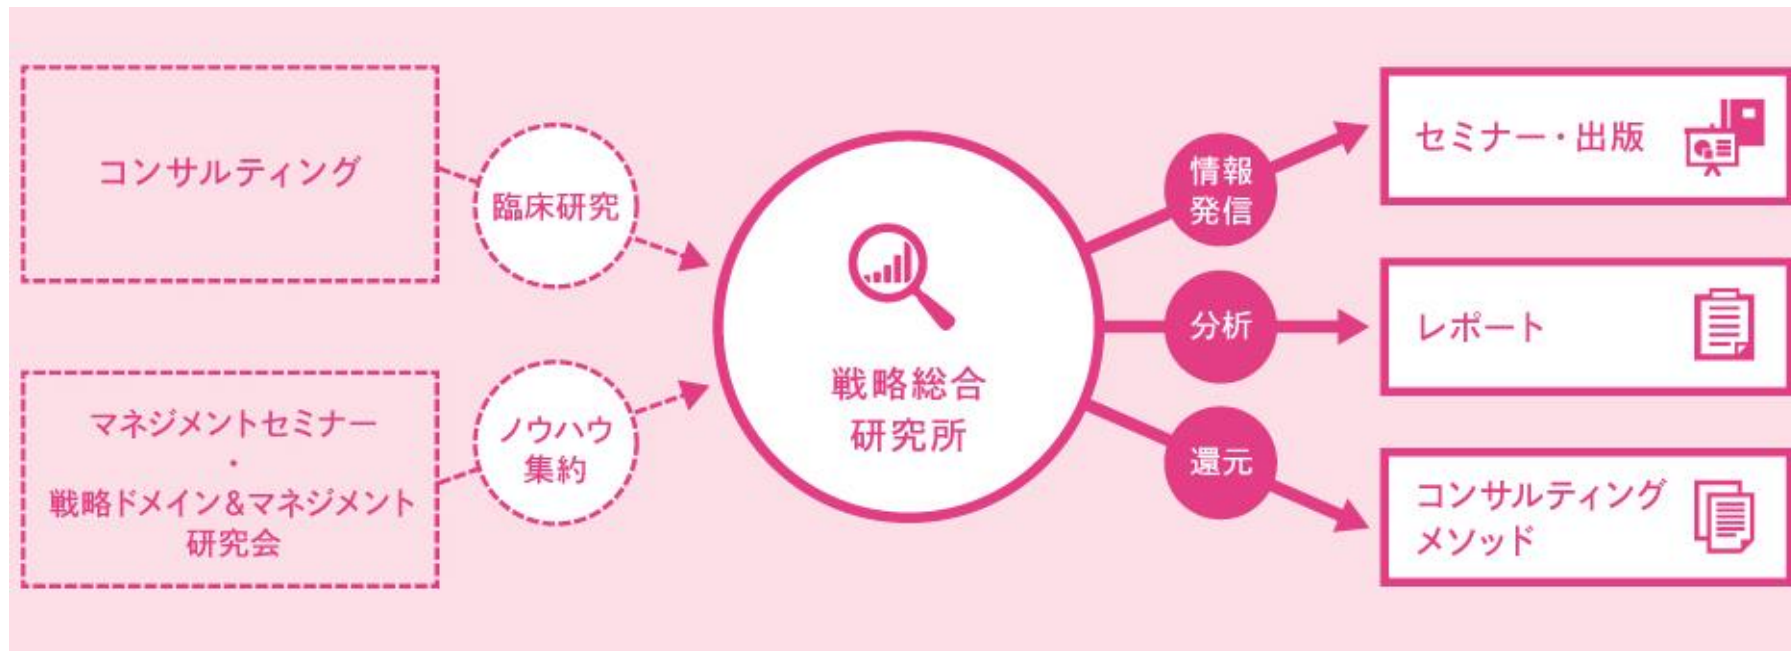 コンサルティング
臨床研究
マネジメントセミナー
・
戦略ドメイン&マネジメント
研究会
ノウハウ
集約
戦略総合
研究所
情報
発信
セミナー・出版
分析
レポート
還元
コンサルティング
メソッド